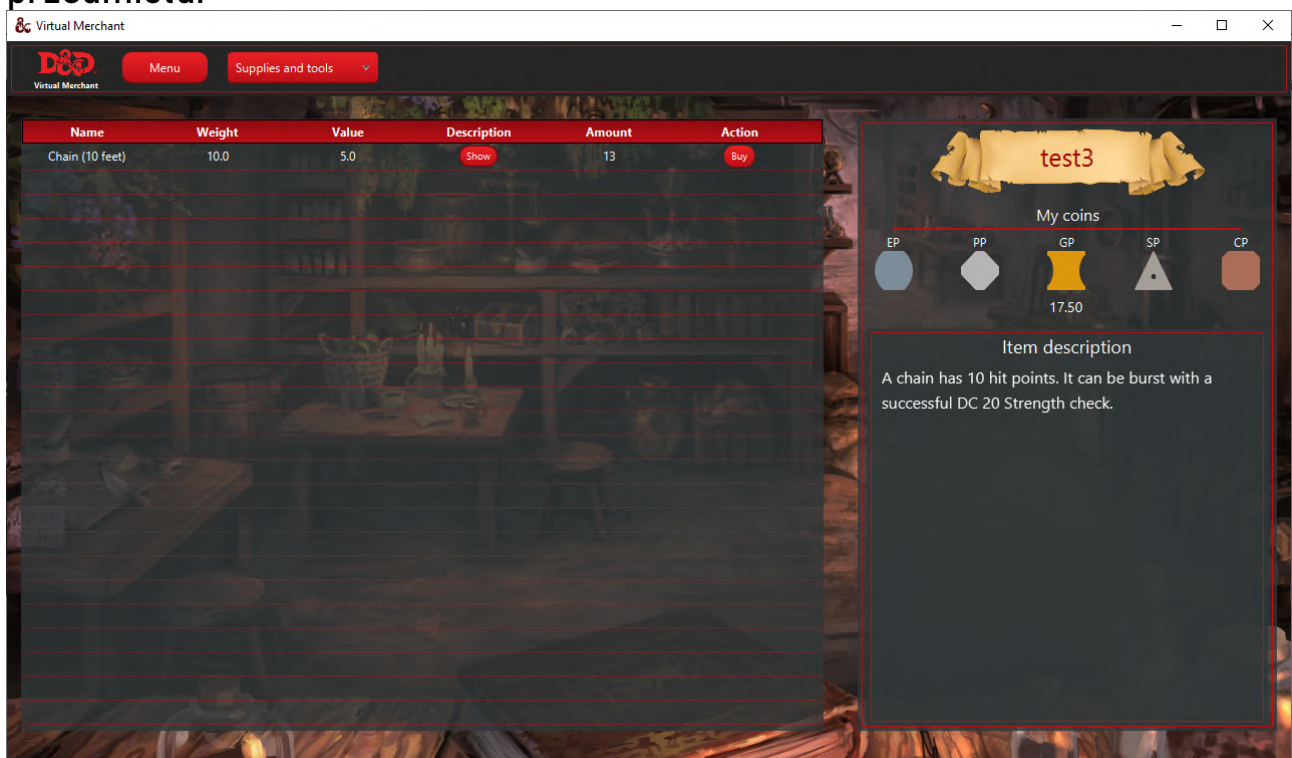 przedmiotu.
Virtual Merchant
D&D
Virtual Merchant
Menu
Supplies and tools
Name Weight Value Description Amount Action
Chain (10 feet) 10.0 5.0 Show 13 Buy
test3
My coins
EP PP GP SP CP
17.50
Item description
A chain has 10 hit points. It can be burst with a
successful DC 20 Strength check.